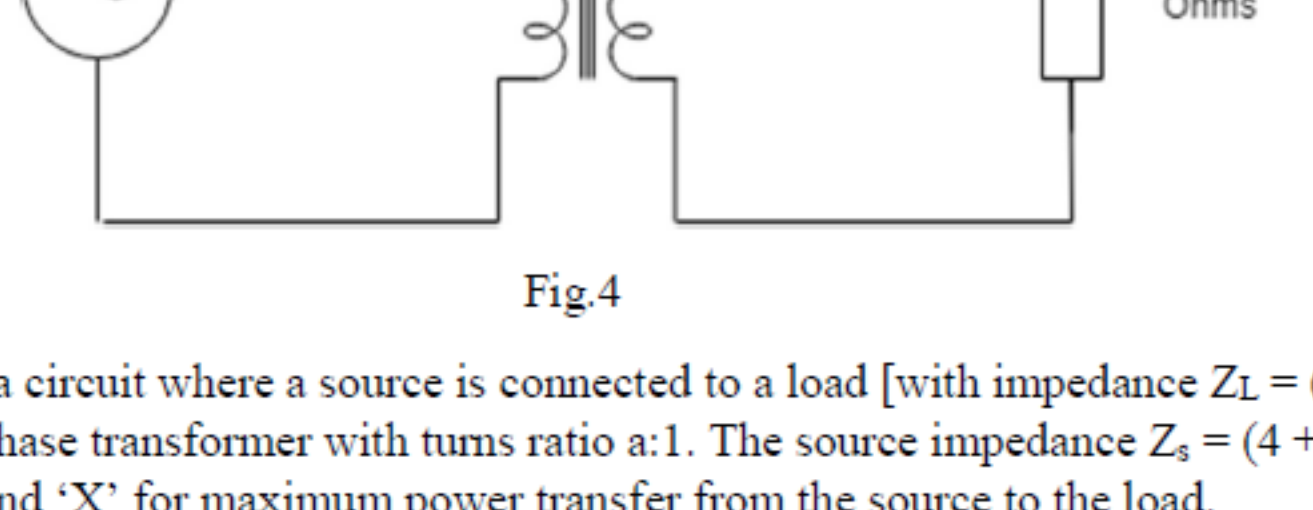 Ohms
Fig.4
a circuit where a source is connected to a load [with impedance ZL = (
hase transformer with turns ratio a:1. The source impedance Zs = (4 +
nd ‘X’ for maximum power transfer from the source to the load.